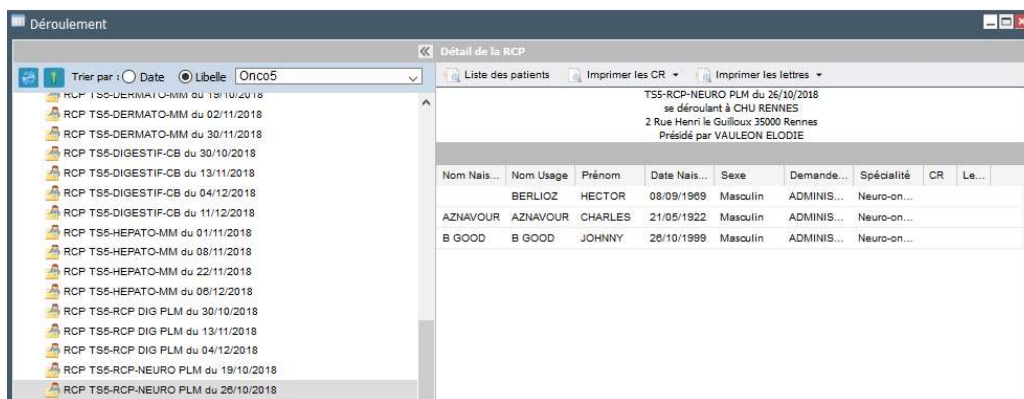 Déroulement
Détail de la RCP
Trier par : Date Libelle Onco5
RCP TS5-DERMATO-MM du 19/10/2018
RCP TS5-DERMATO-MM du 02/11/2018
RCP TS5-DERMATO-MM du 30/11/2018
RCP TS5-DIGESTIF-CB du 30/10/2018
RCP TS5-DIGESTIF-CB du 13/11/2018
RCP TS5-DIGESTIF-CB du 04/12/2018
RCP TS5-DIGESTIF-CB du 11/12/2018
RCP TS5-HEPATO-MM du 01/11/2018
RCP TS5-HEPATO-MM du 08/11/2018
RCP TS5-HEPATO-MM du 22/11/2018
RCP TS5-HEPATO-MM du 06/12/2018
RCP TS5-RCP DIG PLM du 30/10/2018
RCP TS5-RCP DIG PLM du 13/11/2018
RCP TS5-RCP DIG PLM du 04/12/2018
RCP TS5-RCP-NEURO PLM du 19/10/2018
RCP TS5-RCP-NEURO PLM du 26/10/2018
Liste des patients Imprimer les CR Imprimer les lettres
TS5-RCP-NEURO PLM du 26/10/2018
se déroulant à CHU RENNES
2 Rue Henri le Guilloux 35000 Rennes
Présidé par VAULEON ELODIE
Nom Nais... Nom Usage Prénom Date Nais... Sexe Demande... Spécialité CR Le...
BERLIOZ HECTOR 08/09/1969 Masculin ADMINIS... Neuro-on...
AZNAVOUR AZNAVOUR CHARLES 21/05/1922 Masculin ADMINIS... Neuro-on...
B GOOD B GOOD JOHNNY 26/10/1999 Masculin ADMINIS... Neuro-on...